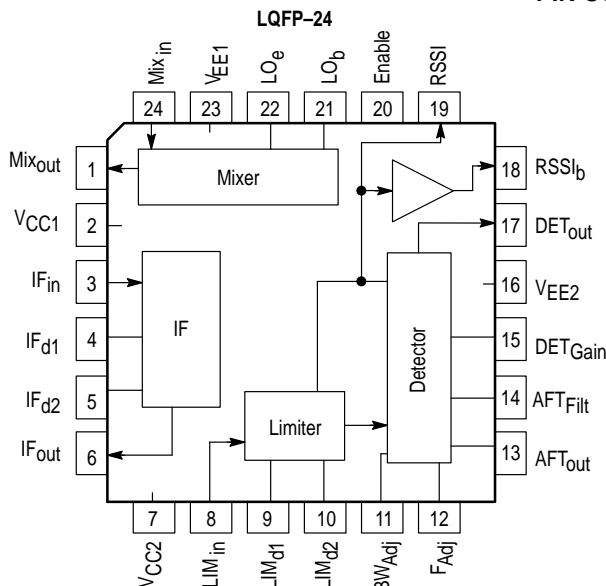 LQFP–24
Mixin
VEE1
LOe
LOb
Enable
RSSI
24
23
22
21
20
19
Mixout
1
VCC1
2
IFin
3
IFd1
4
IFd2
5
IFout
6
Mixer
IF
Limiter
Detector
18
RSSIb
17
DETout
16
VEE2
15
DETGain
14
AFTFilt
13
AFTout
7
8
9
10
11
12
VCC2
LIMin
LIMd1
LIMd2
BWAdj
FAdj